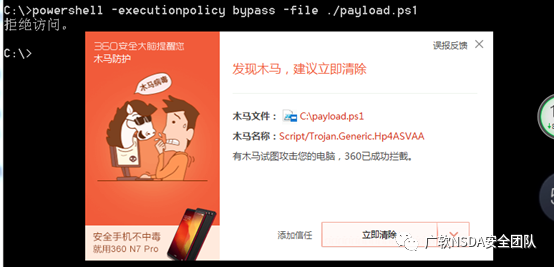 C:\>powershell -executionpolicy bypass -file ./payload.ps1
拒绝访问。
C:\>
360安全大脑提醒您
木马防护
木马病毒
安全手机不中毒
就用360 N7 Pro
误报反馈
发现木马，建议立即清除
木马文件： C:\payload.ps1
木马名称：Script/Trojan.Generic.Hp4ASVAA
有木马试图攻击您的电脑，360已成功拦截。
添加信任
立即清除
广软NSDA安全团队